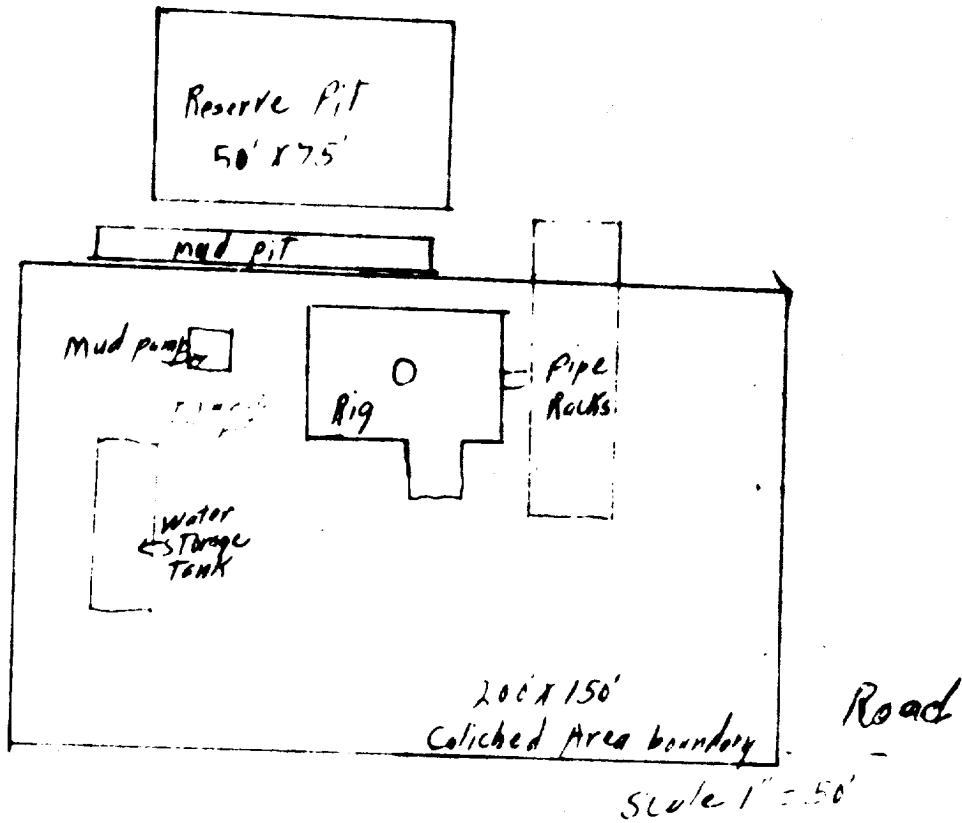 Reserve Pit
50' X 75'
mud pit
Mud pump
Rig
Pipe
Racks
Water
Storage
Tank
200' X 150'
Caliched Area boundary
Road
Scale 1" = 50'